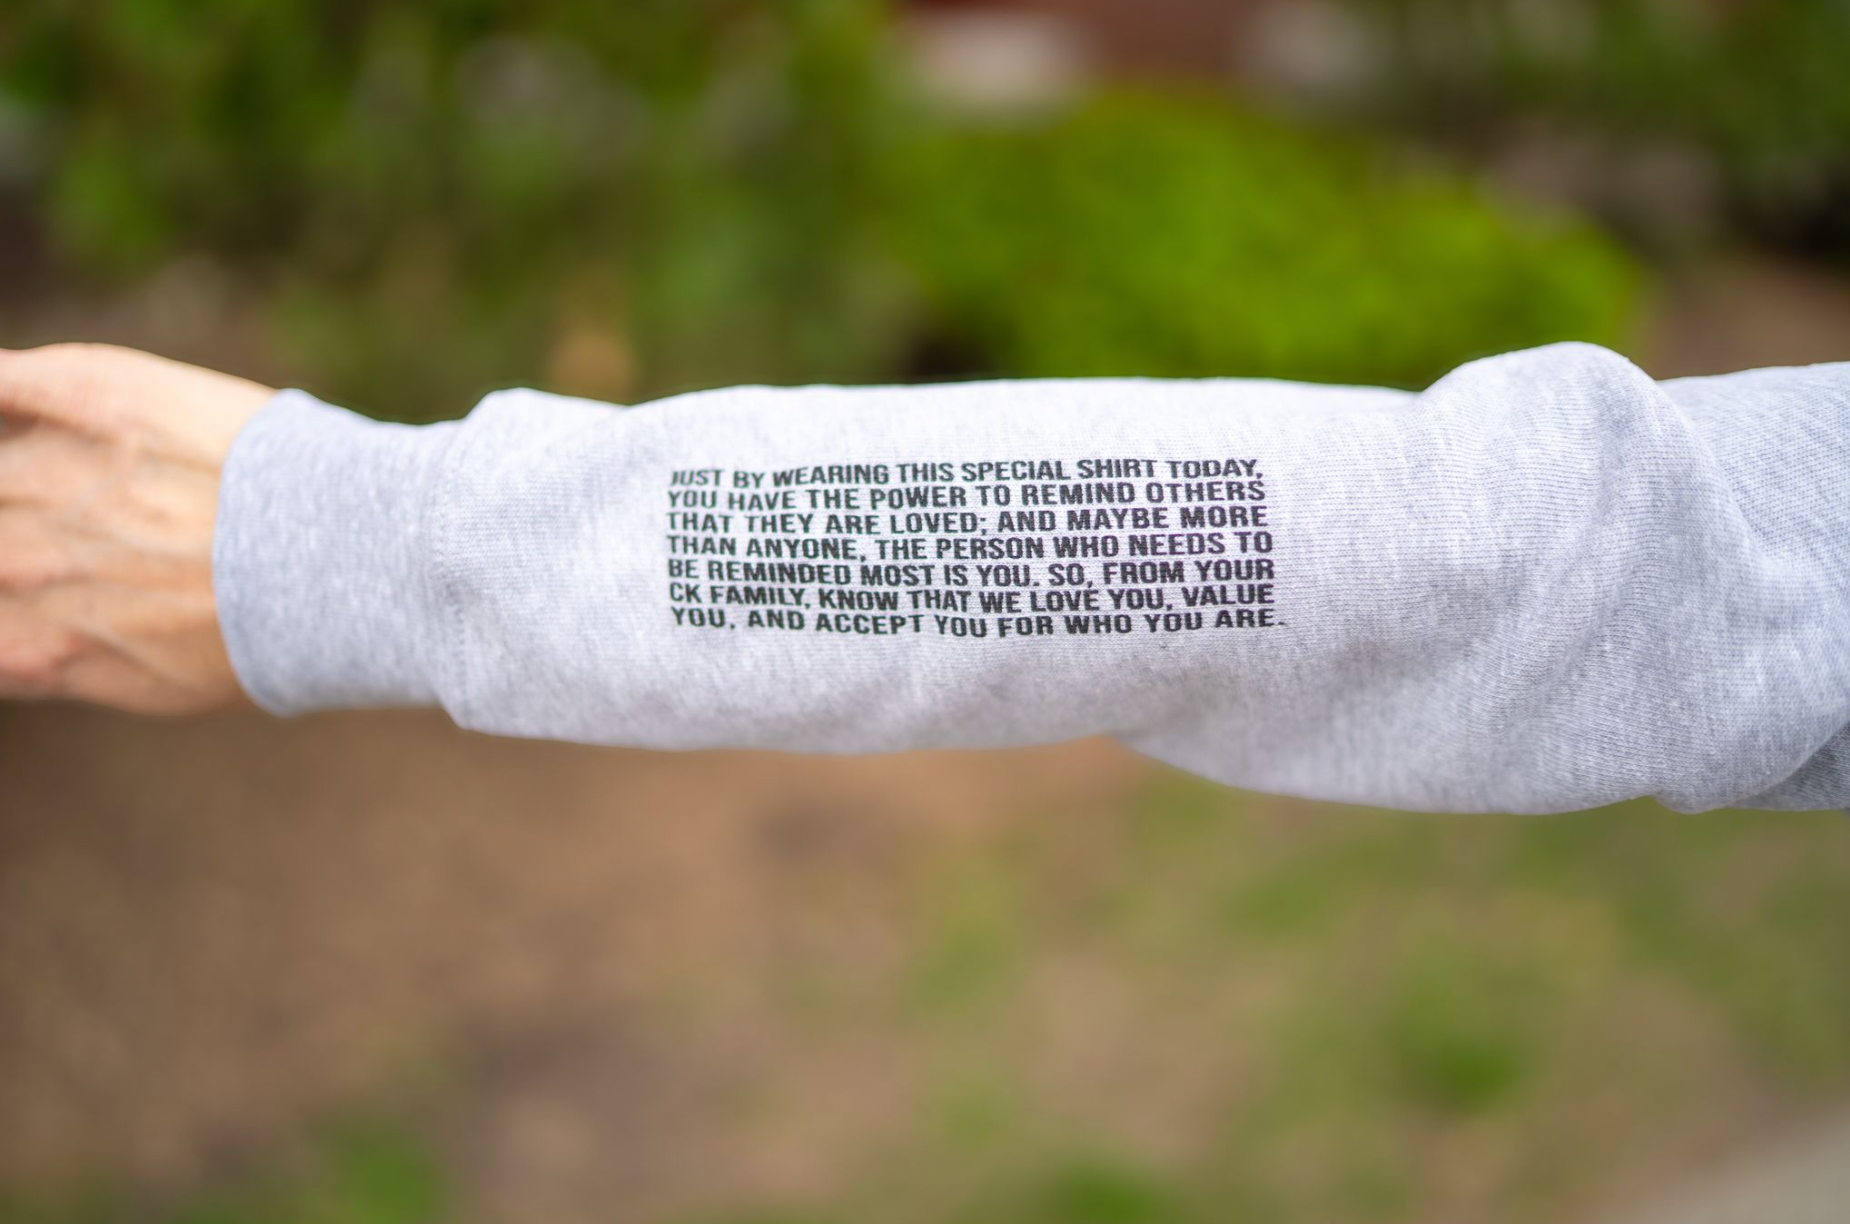 JUST BY WEARING THIS SPECIAL SHIRT TODAY,
YOU HAVE THE POWER TO REMIND OTHERS
THAT THEY ARE LOVED; AND MAYBE MORE
THAN ANYONE, THE PERSON WHO NEEDS TO
BE REMINDED MOST IS YOU. SO, FROM YOUR
CK FAMILY, KNOW THAT WE LOVE YOU, VALUE
YOU, AND ACCEPT YOU FOR WHO YOU ARE.